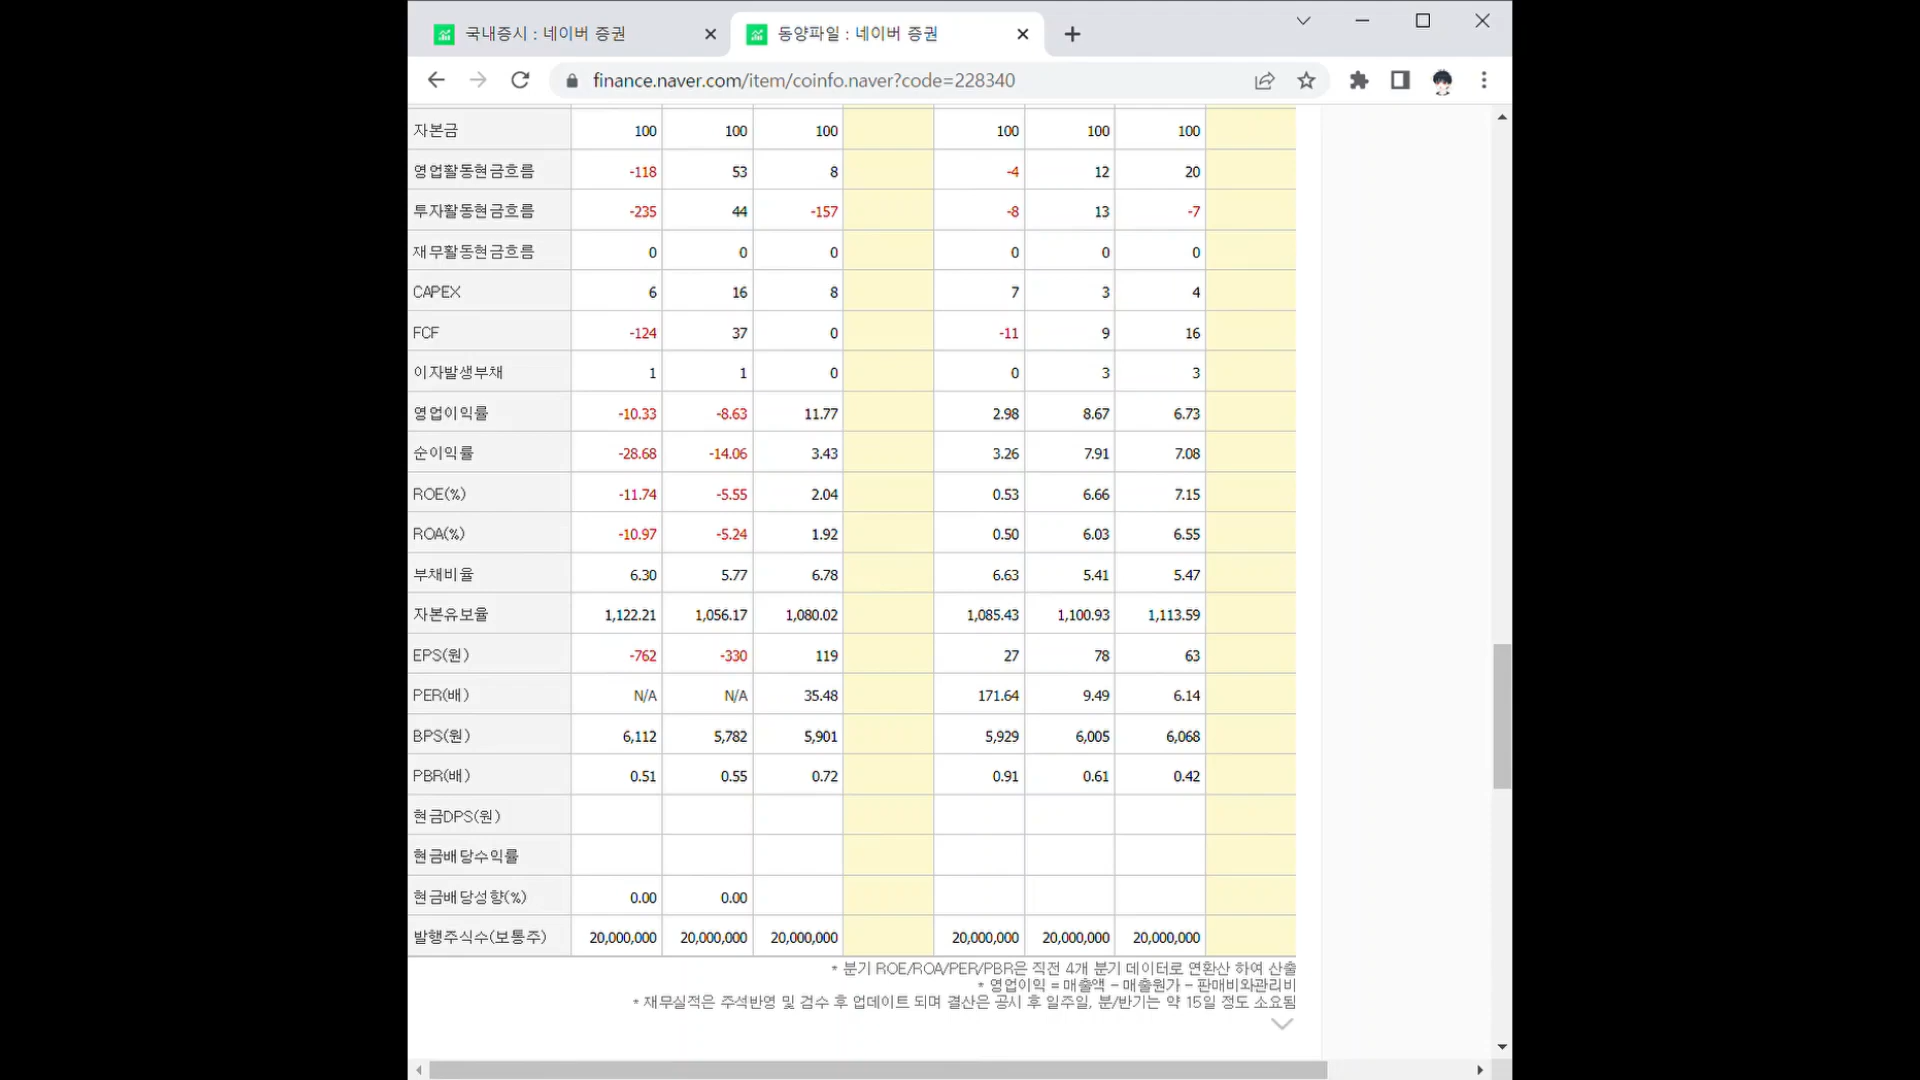 국내증시 : 네이버 증권
동양파일 : 네이버 증권
finance.naver.com/item/coinfo.naver?code=228340
자본금 100 100 100 100 100 100
영업활동현금흐름 -118 53 8 -4 12 20
투자활동현금흐름 -235 44 -157 -8 13 -7
재무활동현금흐름 0 0 0 0 0 0
CAPEX 6 16 8 7 3 4
FCF -124 37 0 -11 9 16
이자발생부채 1 1 0 0 3 3
영업이익률 -10.33 -8.63 11.77 2.98 8.67 6.73
순이익률 -28.68 -14.06 3.43 3.26 7.91 7.08
ROE(%) -11.74 -5.55 2.04 0.53 6.66 7.15
ROA(%) -10.97 -5.24 1.92 0.50 6.03 6.55
부채비율 6.30 5.77 6.78 6.63 5.41 5.47
자본유보율 1,122.21 1,056.17 1,080.02 1,085.43 1,100.93 1,113.59
EPS(원) -762 -330 119 27 78 63
PER(배) N/A N/A 35.48 171.64 9.49 6.14
BPS(원) 6,112 5,782 5,901 5,929 6,005 6,068
PBR(배) 0.51 0.55 0.72 0.91 0.61 0.42
현금DPS(원)
현금배당수익률
현금배당성향(%) 0.00 0.00
발행주식수(보통주) 20,000,000 20,000,000 20,000,000 20,000,000 20,000,000 20,000,000
* 분기 ROE/ROA/PER/PBR은 직전 4개 분기 데이터로 연환산 하여 산출
* 영업이익 = 매출액 - 매출원가 - 판매비와관리비
* 재무실적은 주석반영 및 검수 후 업데이트 되며 결산은 공시 후 일주일, 분/반기는 약 15일 정도 소요됨